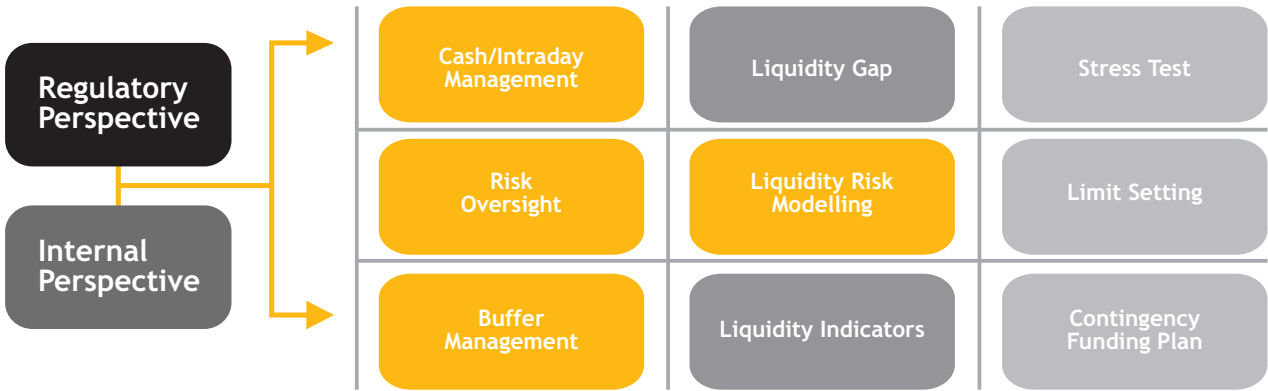 Regulatory
Perspective
Internal
Perspective
Cash/Intraday
Management
Liquidity Gap
Stress Test
Risk
Oversight
Liquidity Risk
Modelling
Limit Setting
Buffer
Management
Liquidity Indicators
Contingency
Funding Plan